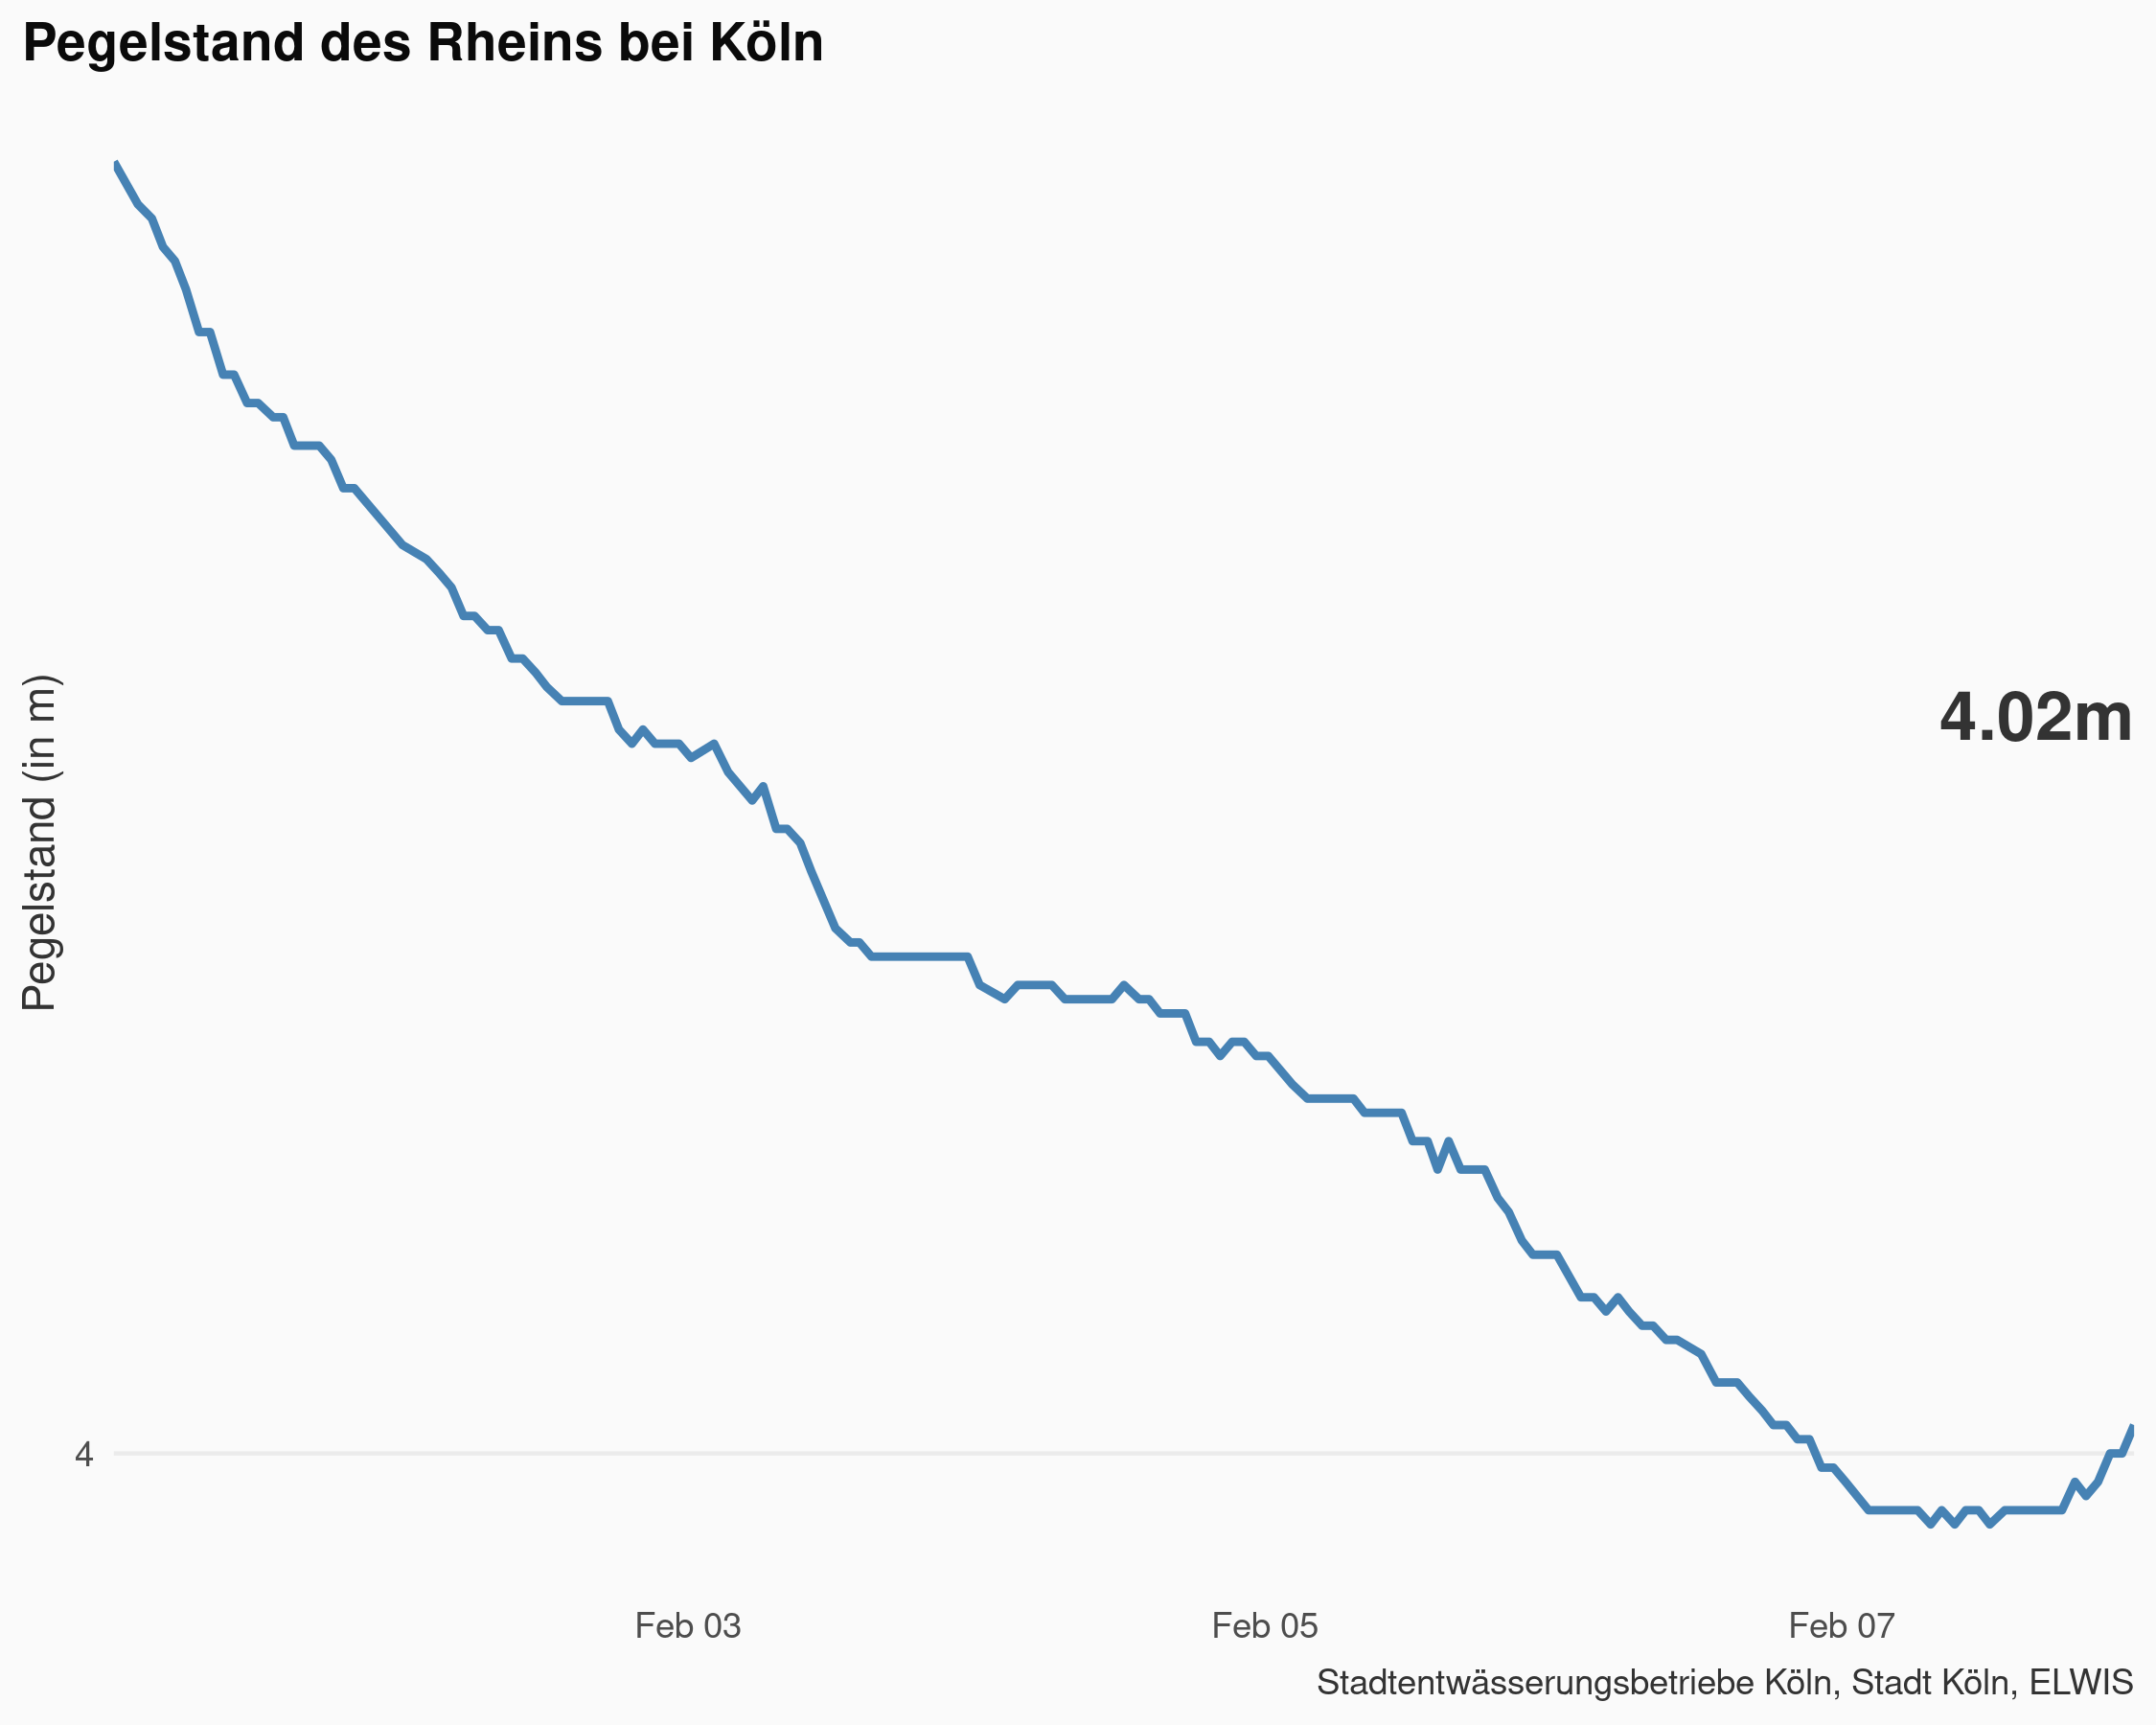 Pegelstand des Rheins bei Köln
Pegelstand (in m)
4.02m
4
Feb 03
Feb 05
Feb 07
Stadtentwässerungsbetriebe Köln, Stadt Köln, ELWIS